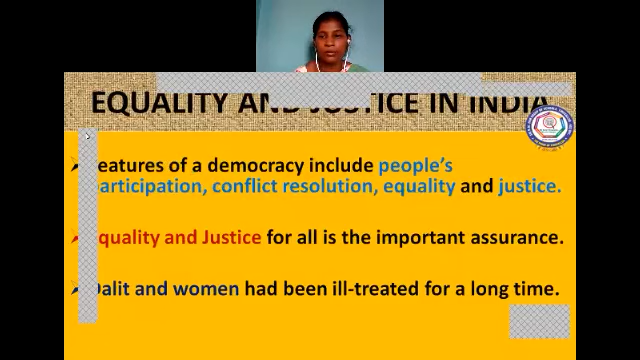 EQUALITY AND JUSTICE IN INDIA
Features of a democracy include people's
participation, conflict resolution, equality and justice.
Equality and Justice for all is the important assurance.
Dalit and women had been ill-treated for a long time.